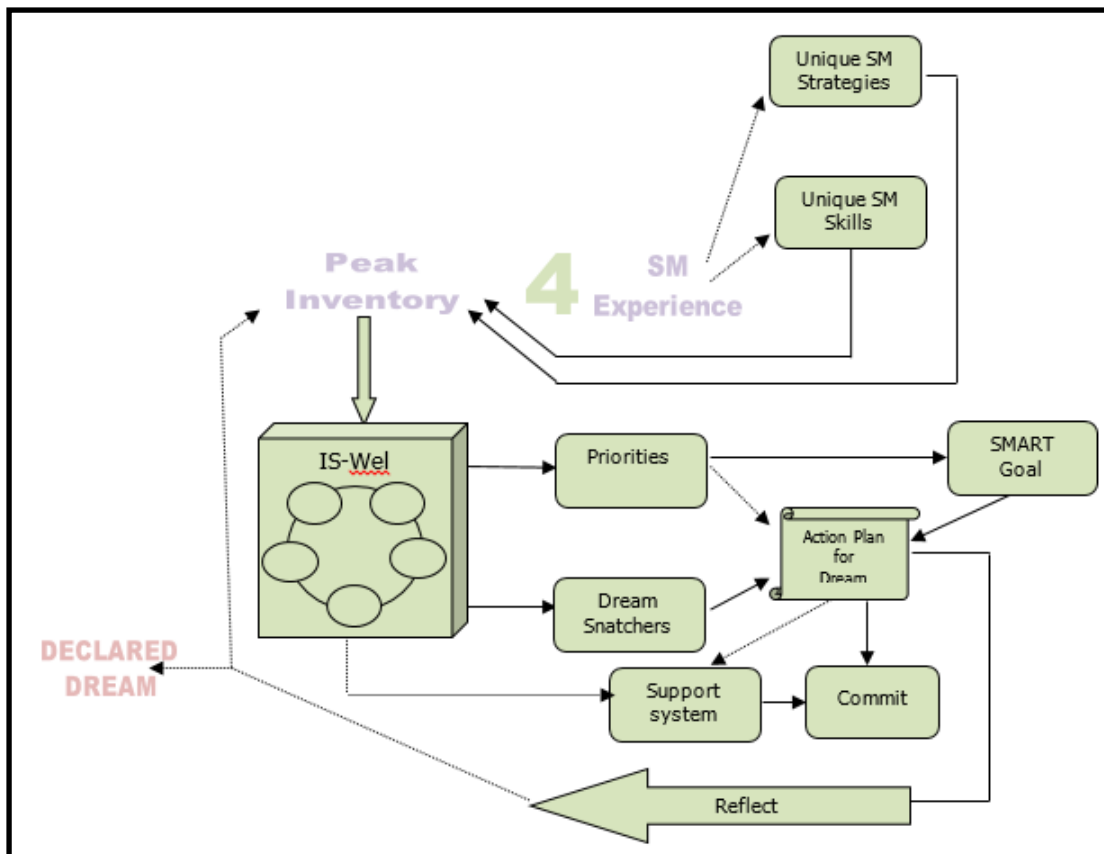 Unique SM
Strategies
Unique SM
Skills
Peak
Inventory
4
SM
Experience
IS-Wel
Priorities
SMART
Goal
Action Plan
for
Dream
Dream
Snatchers
DECLARED
DREAM
Support
system
Commit
Reflect